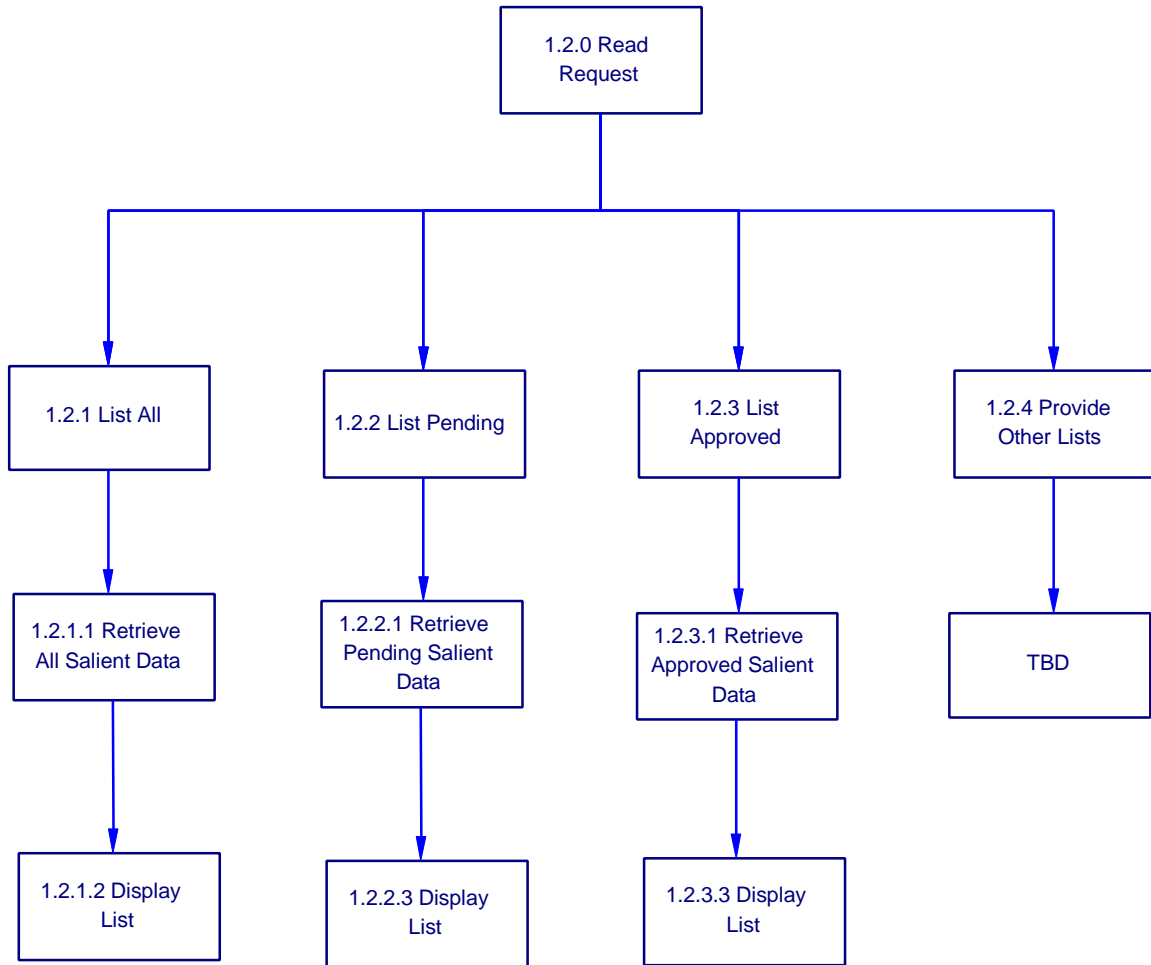 1.2.0 Read
Request
1.2.1 List All
1.2.2 List Pending
1.2.3 List
Approved
1.2.4 Provide
Other Lists
1.2.1.1 Retrieve
All Salient Data
1.2.2.1 Retrieve
Pending Salient
Data
1.2.3.1 Retrieve
Approved Salient
Data
TBD
1.2.1.2 Display
List
1.2.2.3 Display
List
1.2.3.3 Display
List